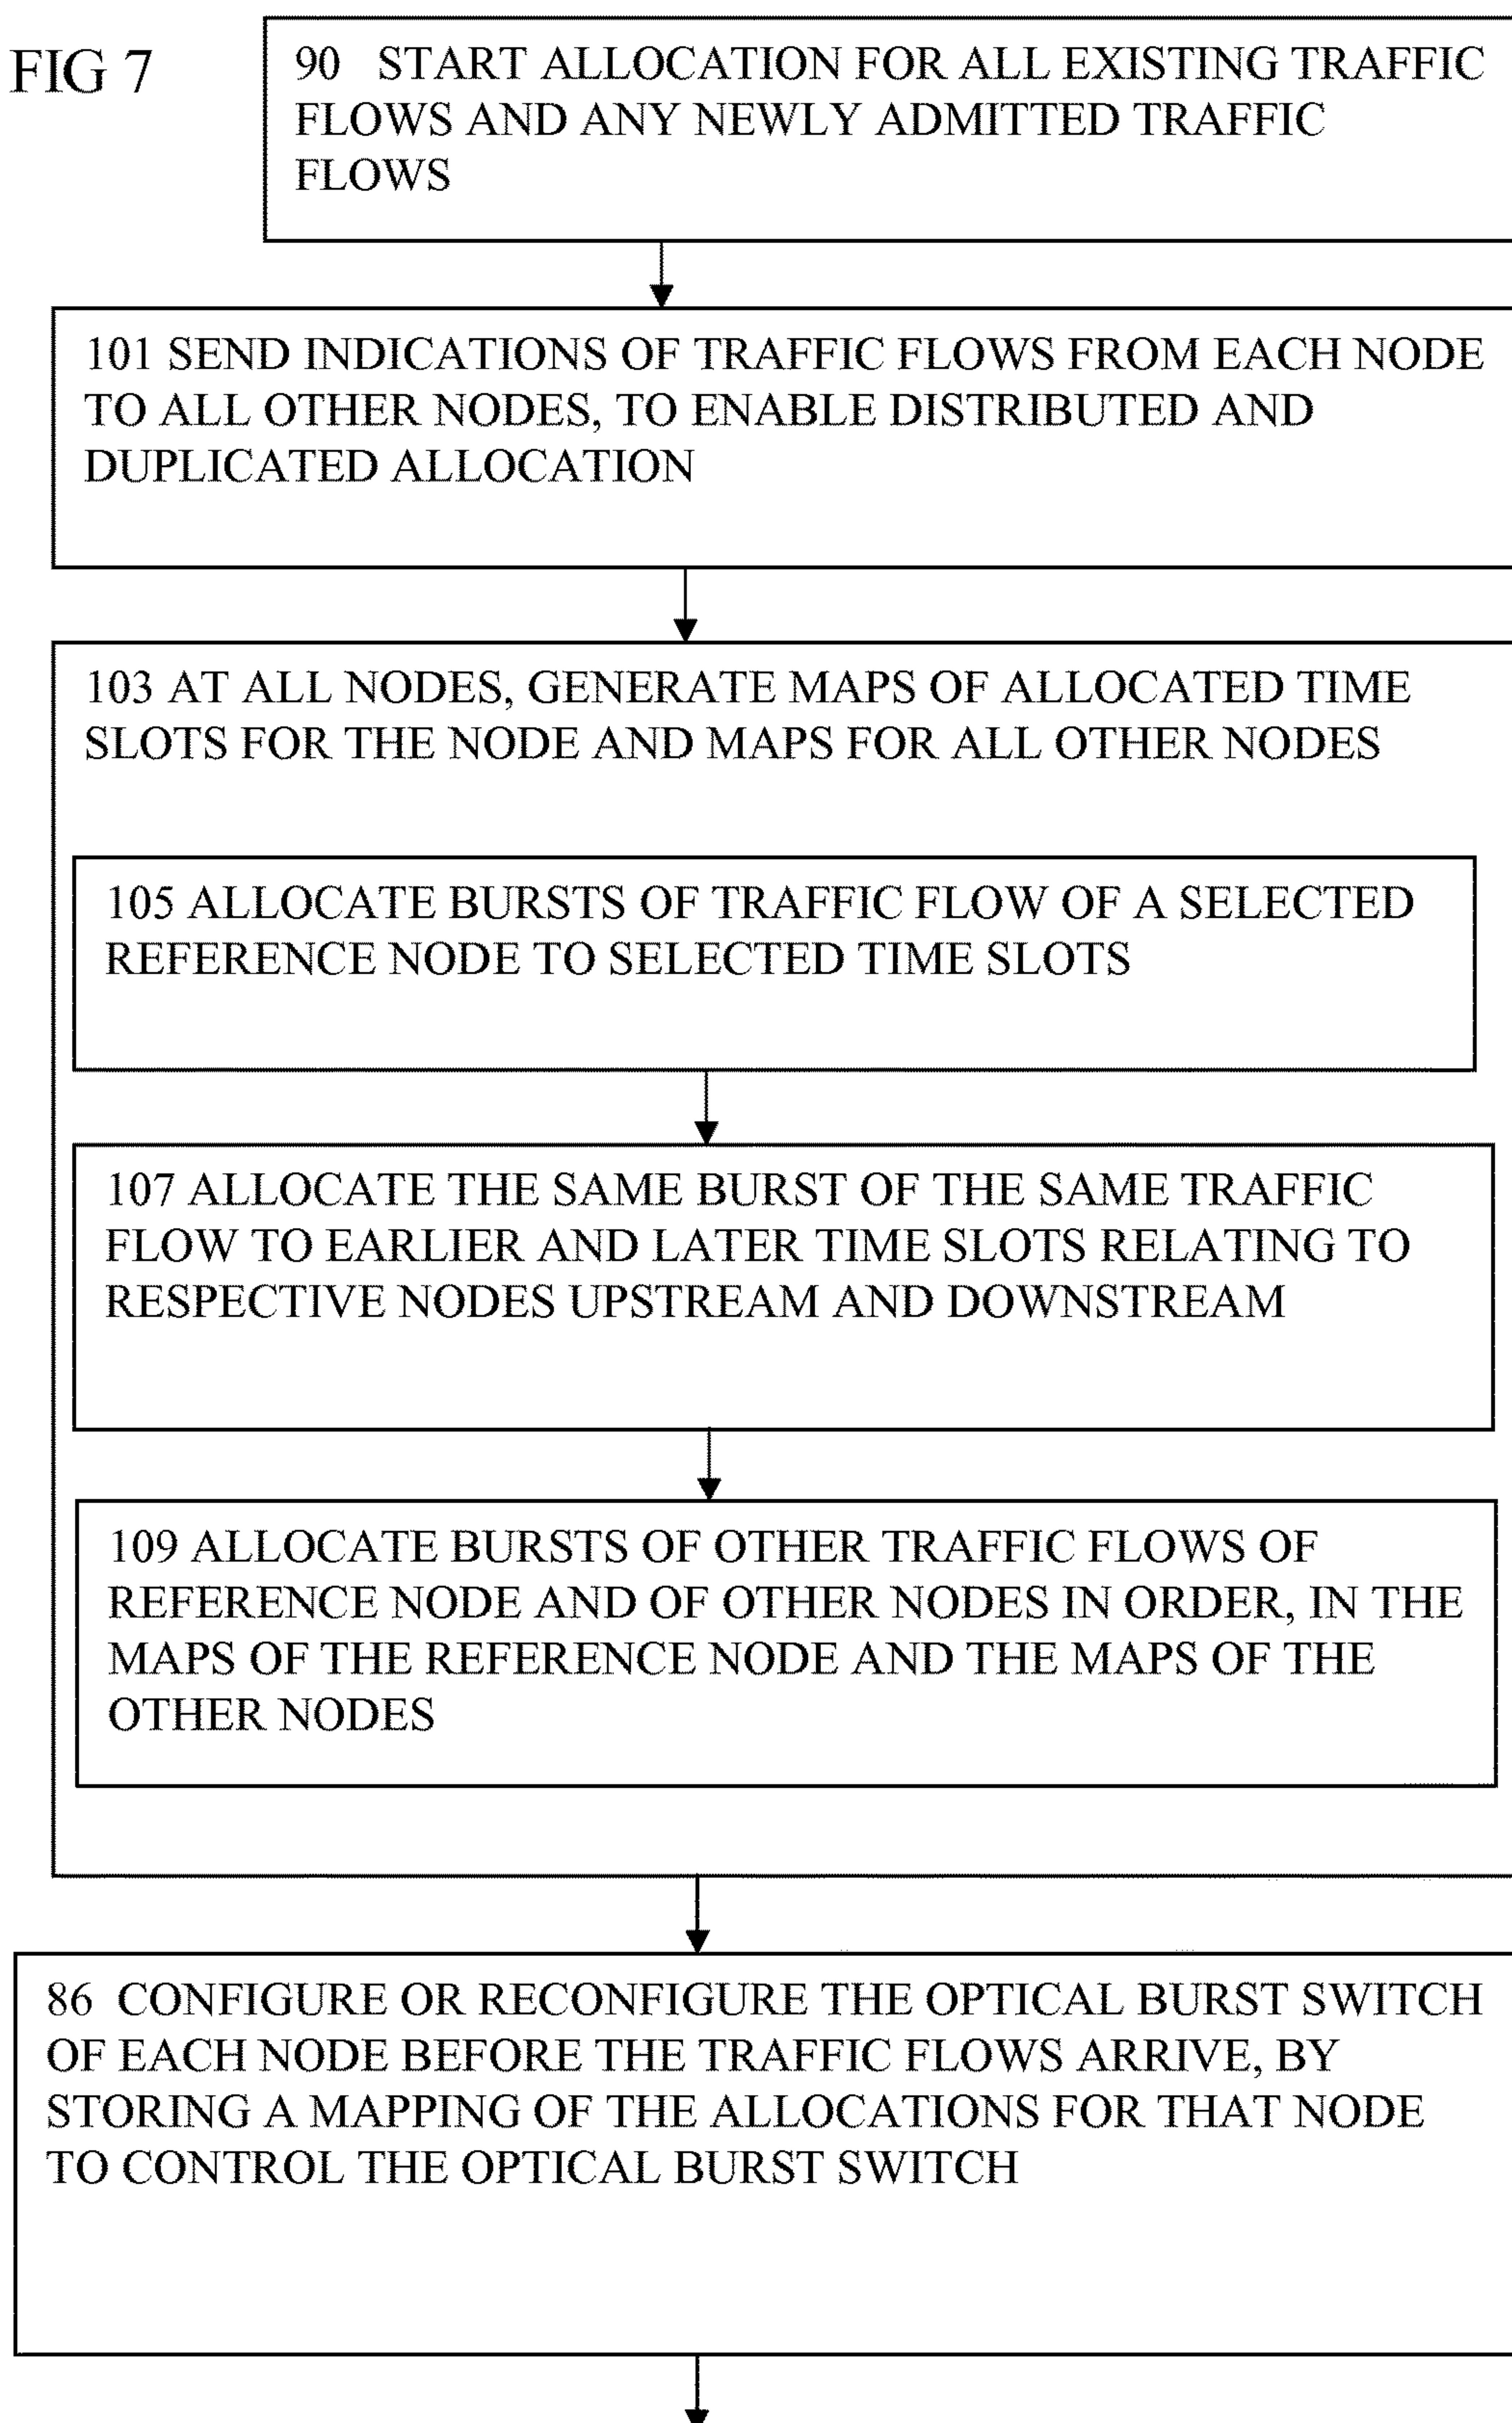 FIG 7
90 START ALLOCATION FOR ALL EXISTING TRAFFIC
FLOWS AND ANY NEWLY ADMITTED TRAFFIC
FLOWS
101 SEND INDICATIONS OF TRAFFIC FLOWS FROM EACH NODE
TO ALL OTHER NODES, TO ENABLE DISTRIBUTED AND
DUPLICATED ALLOCATION
103 AT ALL NODES, GENERATE MAPS OF ALLOCATED TIME
SLOTS FOR THE NODE AND MAPS FOR ALL OTHER NODES
105 ALLOCATE BURSTS OF TRAFFIC FLOW OF A SELECTED
REFERENCE NODE TO SELECTED TIME SLOTS
107 ALLOCATE THE SAME BURST OF THE SAME TRAFFIC
FLOW TO EARLIER AND LATER TIME SLOTS RELATING TO
RESPECTIVE NODES UPSTREAM AND DOWNSTREAM
109 ALLOCATE BURSTS OF OTHER TRAFFIC FLOWS OF
REFERENCE NODE AND OF OTHER NODES IN ORDER, IN THE
MAPS OF THE REFERENCE NODE AND THE MAPS OF THE
OTHER NODES
86 CONFIGURE OR RECONFIGURE THE OPTICAL BURST SWITCH
OF EACH NODE BEFORE THE TRAFFIC FLOWS ARRIVE, BY
STORING A MAPPING OF THE ALLOCATIONS FOR THAT NODE
TO CONTROL THE OPTICAL BURST SWITCH